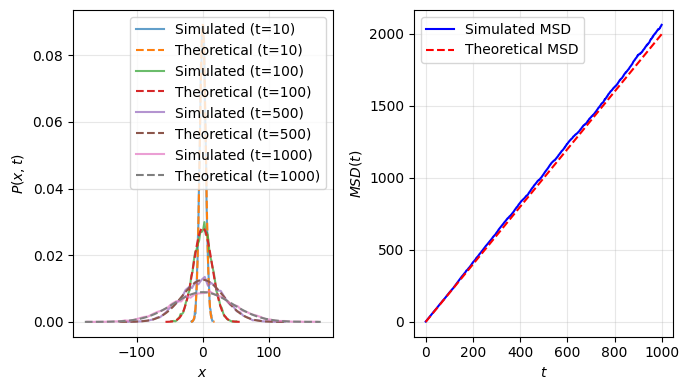 Simulated (t=10)
Theoretical (t=10)
Simulated (t=100)
Theoretical (t=100)
Simulated (t=500)
Theoretical (t=500)
Simulated (t=1000)
Theoretical (t=1000)
0.08
0.06
0.04
0.02
0.00
P(x, t)
−100 0 100
x
Simulated MSD
Theoretical MSD
2000
1500
1000
500
0
MSD(t)
0 200 400 600 800 1000
t